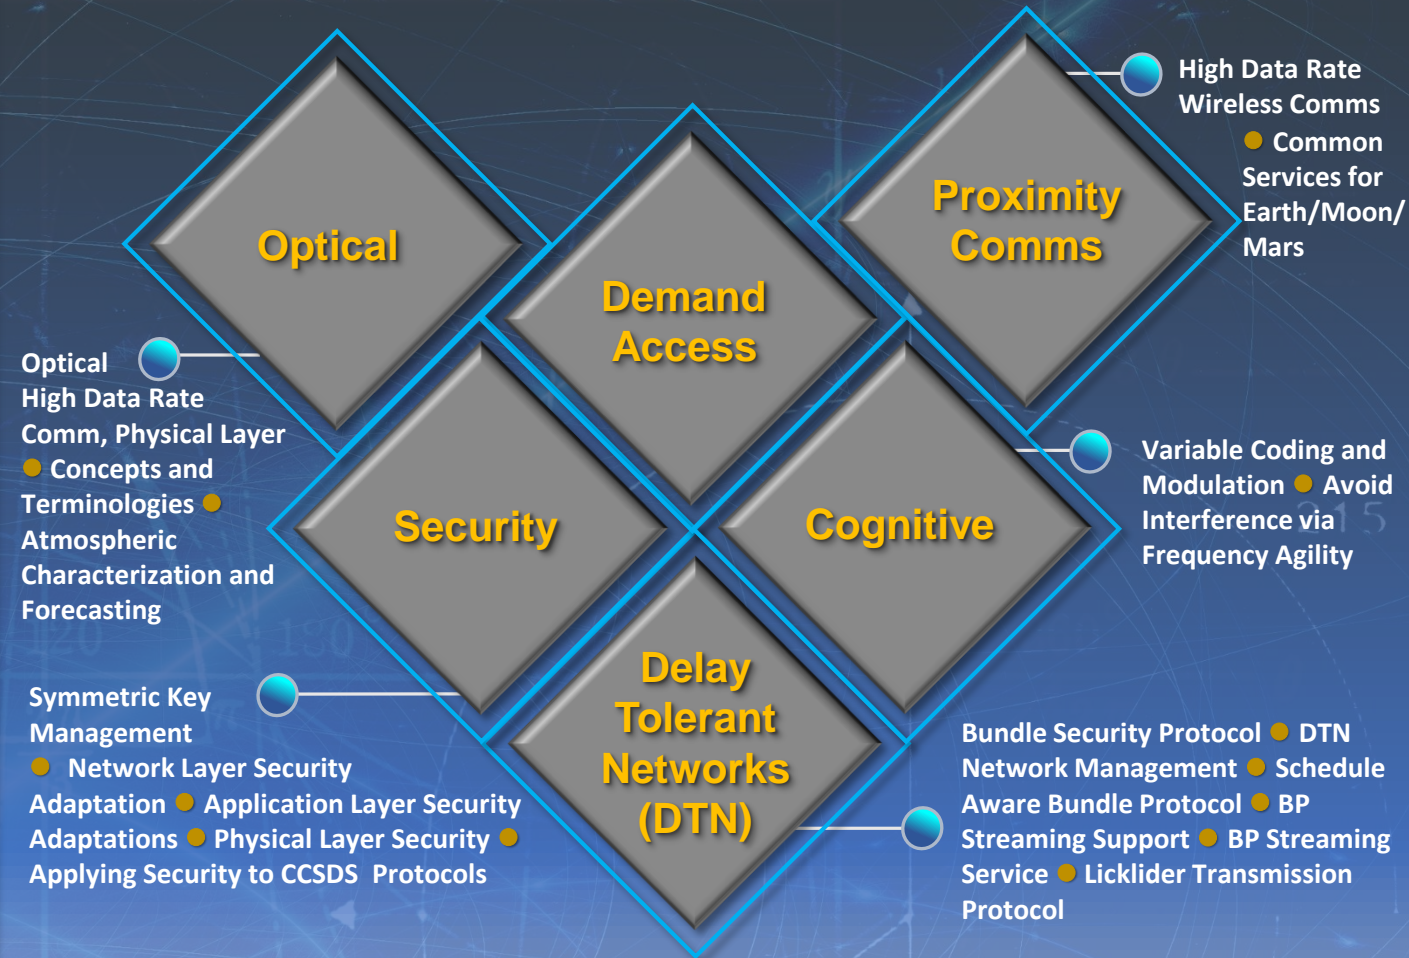 Optical
Demand
Access
Proximity
Comms
Security
Cognitive
Delay
Tolerant
Networks
(DTN)
High Data Rate
Wireless Comms
● Common
Services for
Earth/Moon/
Mars
Optical
High Data Rate
Comm, Physical Layer
● Concepts and
Terminologies ●
Atmospheric
Characterization and
Forecasting
Variable Coding and
Modulation ● Avoid
Interference via
Frequency Agility
Symmetric Key
Management
● Network Layer Security
Adaptation ● Application Layer Security
Adaptations ● Physical Layer Security ●
Applying Security to CCSDS Protocols
Bundle Security Protocol ● DTN
Network Management ● Schedule
Aware Bundle Protocol ● BP
Streaming Support ● BP Streaming
Service ● Licklider Transmission
Protocol
215
120